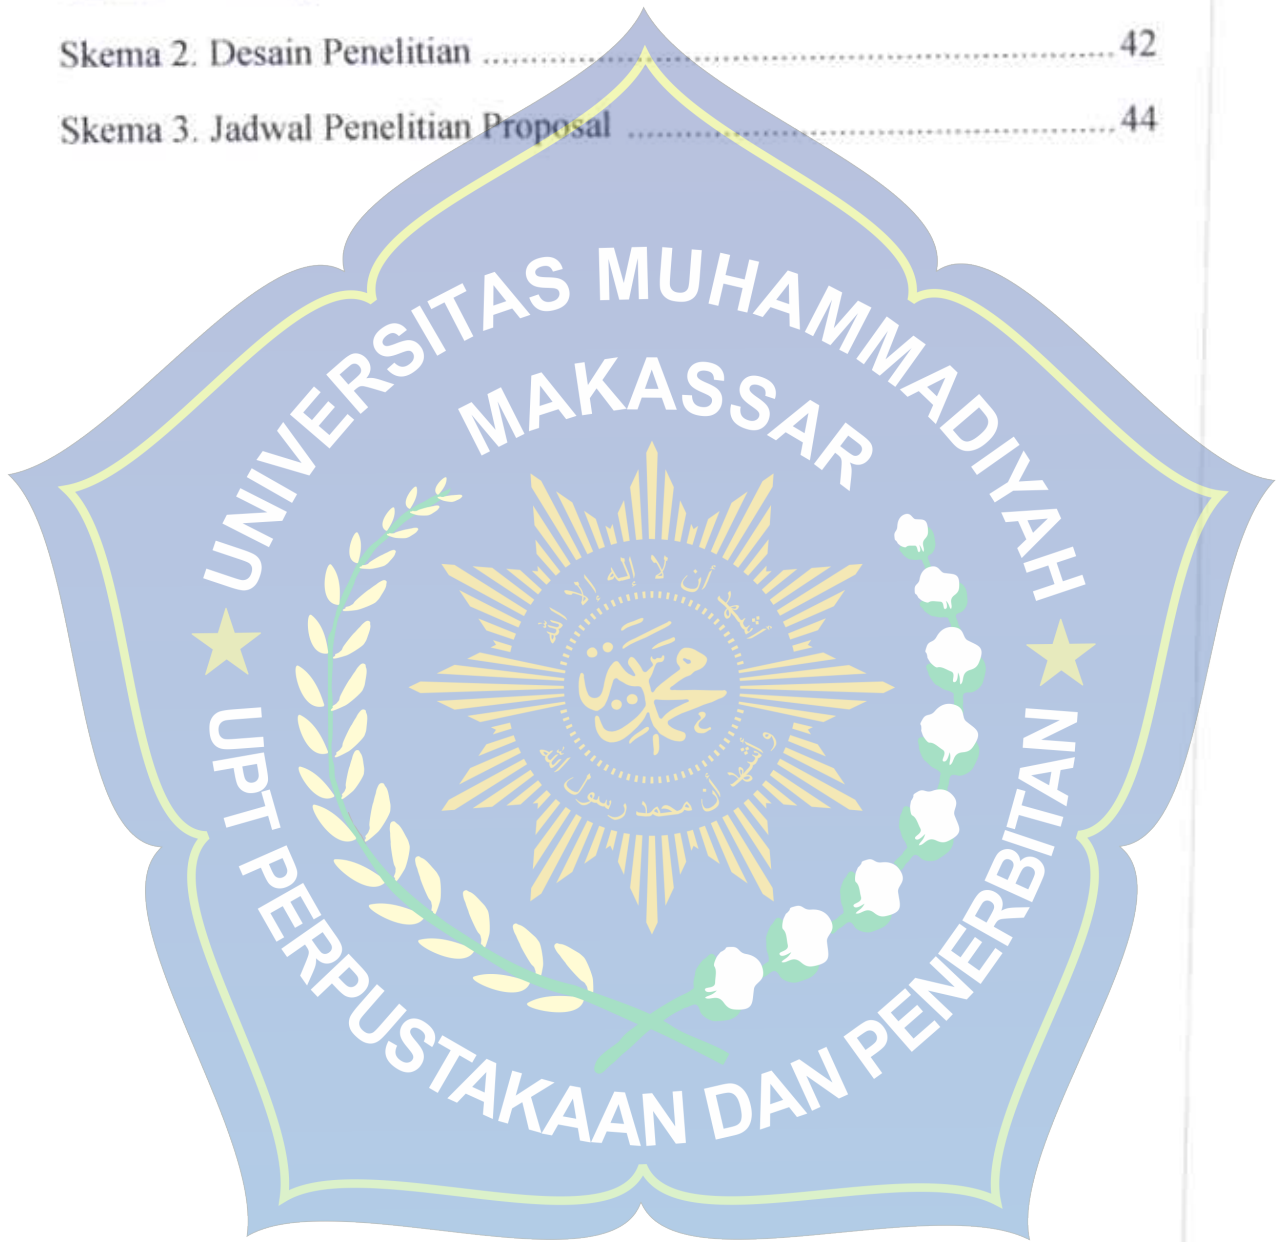 Skema 2. Desain Penelitian ........................................................................ 42
Skema 3. Jadwal Penelitian Proposal ....................................................... 44
UNIVERSITAS MUHAMMADIYAH
MAKASSAR
أشهد أن لا إله إلا الله
محمدية
وأشهد أن محمد رسول الله
UPT PERPUSTAKAAN DAN PENERBITAN